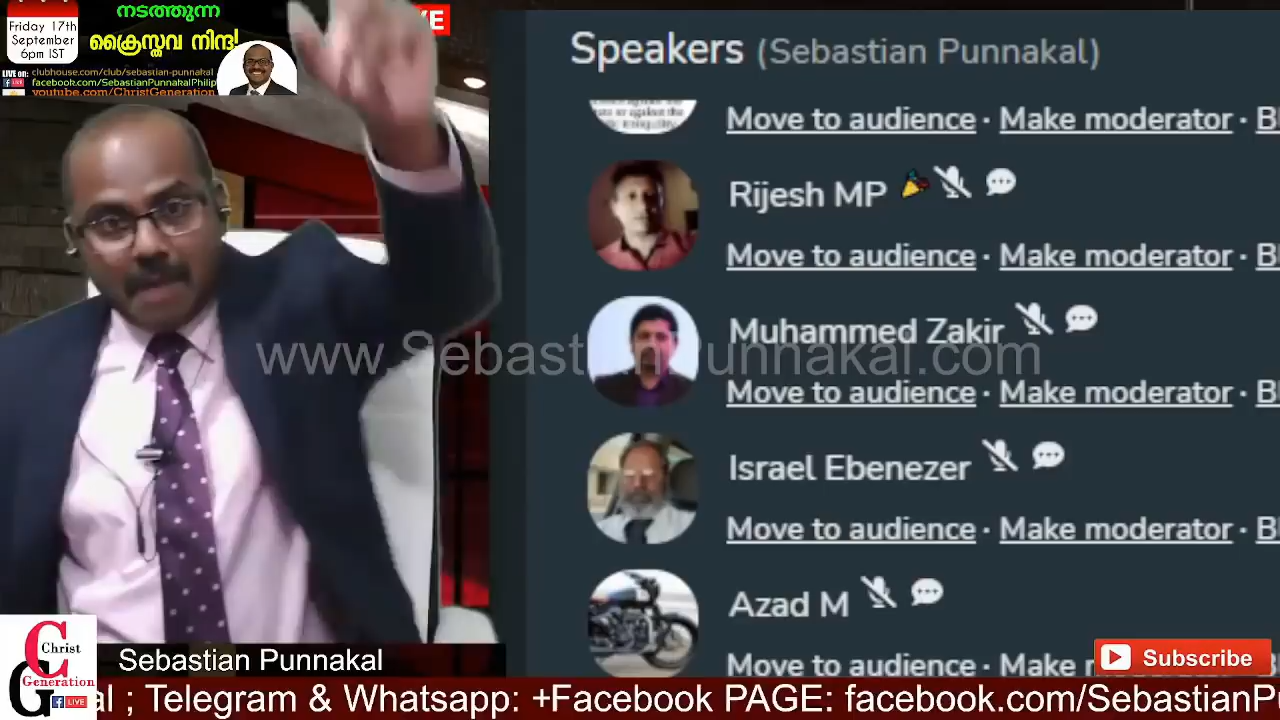 Friday 17th
September
6pm IST
നടത്തുന്ന
ക്രൈസ്തവ നിന്ദ!
LIVE ON:
clubhouse.com/club/sebastian-punnakal
facebook.com/SebastianPunnakalPhilip
youtube.com/ChristGeneration
Speakers (Sebastian Punnakal)
Move to audience · Make moderator ·
Rijesh MP
Move to audience · Make moderator ·
Muhammed Zakir
www.SebastianPunnakal.com
Move to audience · Make moderator ·
Israel Ebenezer
Move to audience · Make moderator ·
Azad M
Move to audience · Make
Subscribe
Christ
Generation
LIVE
Sebastian Punnakal
al ; Telegram & Whatsapp: +Facebook PAGE: facebook.com/SebastianP